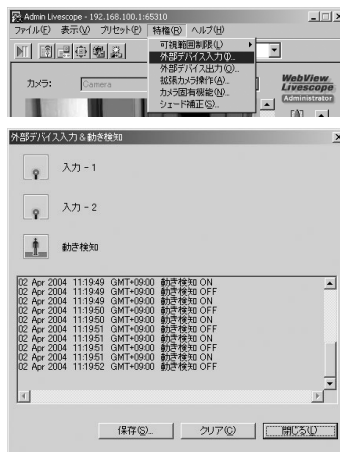 Admin Livescope - 192.168.100.1:65310
ファイル(F) 表示(V) プリセット(P) 特権(R) ヘルプ(H)
可視範囲制限(L)
外部デバイス入力(I)...
外部デバイス出力(O)...
拡張カメラ操作(A)...
カメラ固有機能(N)...
シェード補正(S)...
カメラ: Camera
WebView
Livescope
Administrator
外部デバイス入力&動き検知
入力 - 1
入力 - 2
動き検知
02 Apr 2004 11:19:49 GMT+09:00 動き検知 ON
02 Apr 2004 11:19:49 GMT+09:00 動き検知 OFF
02 Apr 2004 11:19:49 GMT+09:00 動き検知 ON
02 Apr 2004 11:19:50 GMT+09:00 動き検知 OFF
02 Apr 2004 11:19:50 GMT+09:00 動き検知 ON
02 Apr 2004 11:19:51 GMT+09:00 動き検知 OFF
02 Apr 2004 11:19:51 GMT+09:00 動き検知 ON
02 Apr 2004 11:19:51 GMT+09:00 動き検知 OFF
02 Apr 2004 11:19:51 GMT+09:00 動き検知 ON
02 Apr 2004 11:19:52 GMT+09:00 動き検知 OFF
保存(S)... クリア(C) 閉じる(L)